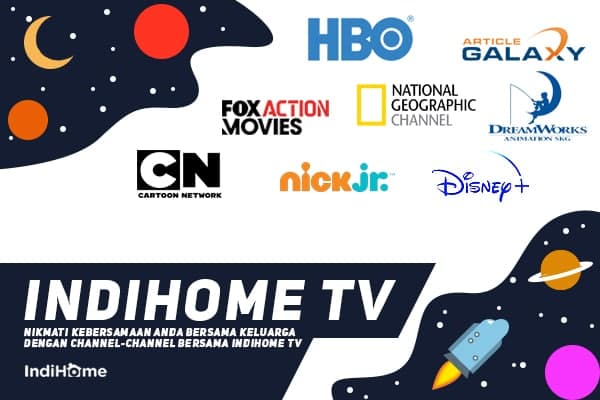 HBO®
ARTICLE
GALAXY
FOX ACTION
MOVIES
NATIONAL
GEOGRAPHIC
CHANNEL
DREAMWORKS
ANIMATION SKG
CN
CARTOON NETWORK
nick jr.™
Disney+
INDIHOME TV
NIKMATI KEBERSAMAAN ANDA BERSAMA KELUARGA
DENGAN CHANNEL-CHANNEL BERSAMA INDIHOME TV
IndiHome